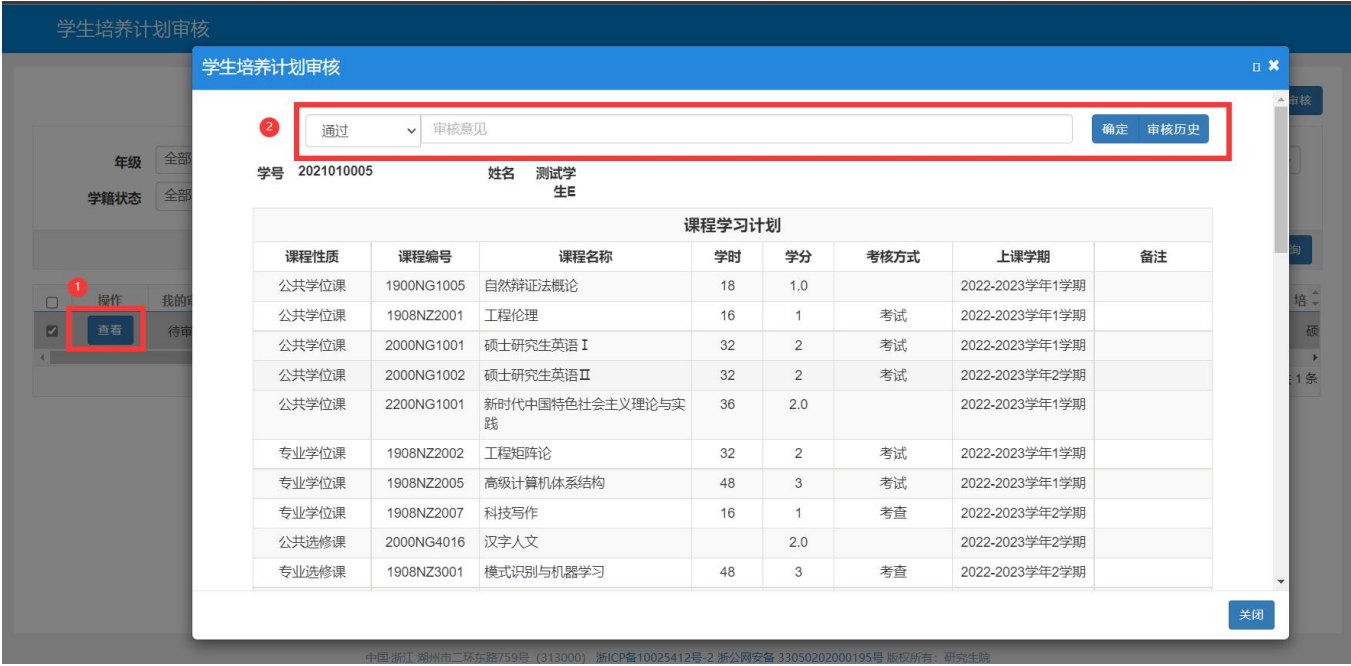 学生培养计划审核
学生培养计划审核
审核
2 通过 审核意见 确定 审核历史
年级 全部
学号 2021010005 姓名 测试学
生E
学籍状态 全部
课程学习计划
询
课程性质 课程编号 课程名称 学时 学分 考核方式 上课学期 备注
1
操作 我的审 培
公共学位课 1900NG1005 自然辩证法概论 18 1.0 2022-2023学年1学期
公共学位课 1908NZ2001 工程伦理 16 1 考试 2022-2023学年1学期
查看 待审 硕
公共学位课 2000NG1001 硕士研究生英语Ⅰ 32 2 考试 2022-2023学年1学期
公共学位课 2000NG1002 硕士研究生英语Ⅱ 32 2 考试 2022-2023学年2学期
1 条
公共学位课 2200NG1001 新时代中国特色社会主义理论与实 36 2.0 2022-2023学年1学期
践
专业学位课 1908NZ2002 工程矩阵论 32 2 考试 2022-2023学年1学期
专业学位课 1908NZ2005 高级计算机体系结构 48 3 考试 2022-2023学年1学期
专业学位课 1908NZ2007 科技写作 16 1 考查 2022-2023学年2学期
公共选修课 2000NG4016 汉字人文 2.0 2022-2023学年2学期
专业选修课 1908NZ3001 模式识别与机器学习 48 3 考查 2022-2023学年2学期
关闭
中国·浙江 湖州市二环东路759号 (313000) 浙ICP备10025412号-2 浙公网安备 33050202000195号 版权所有：研究生院